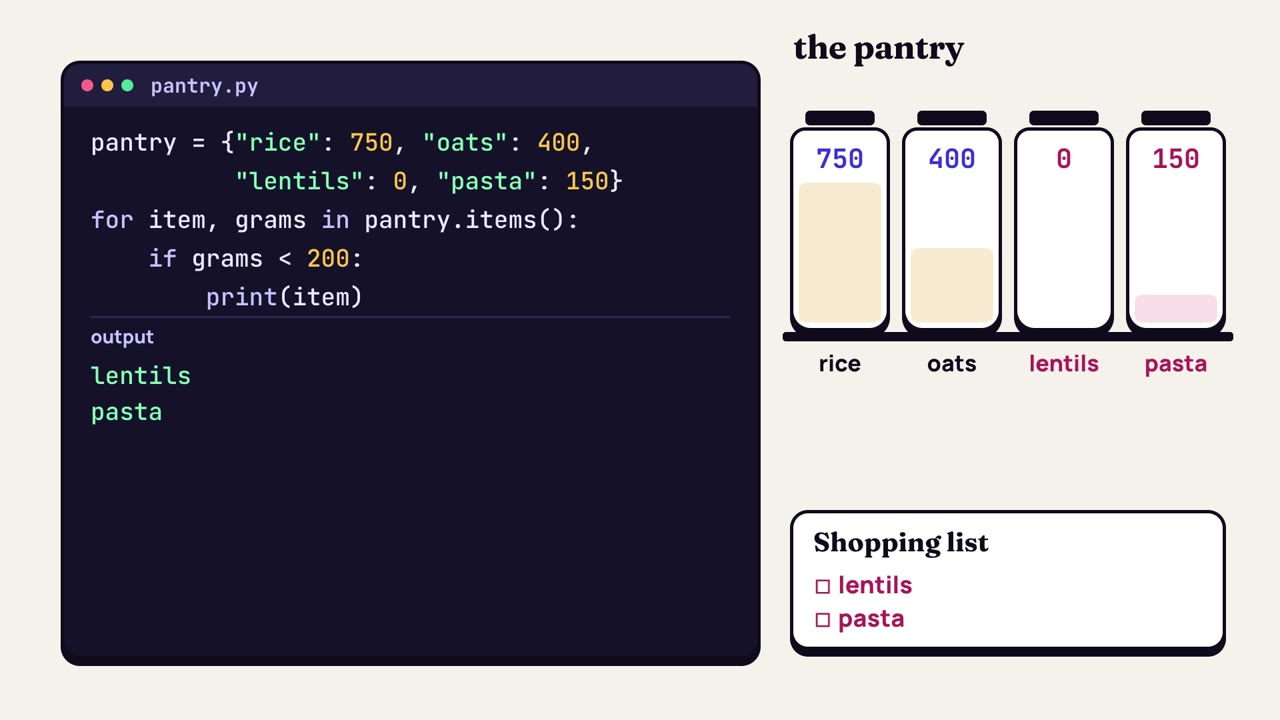 pantry.py
pantry = {"rice": 750, "oats": 400,
          "lentils": 0, "pasta": 150}
for item, grams in pantry.items():
    if grams < 200:
        print(item)
output
lentils
pasta
the pantry
750 400 0 150
rice oats lentils pasta
Shopping list
☐ lentils
☐ pasta